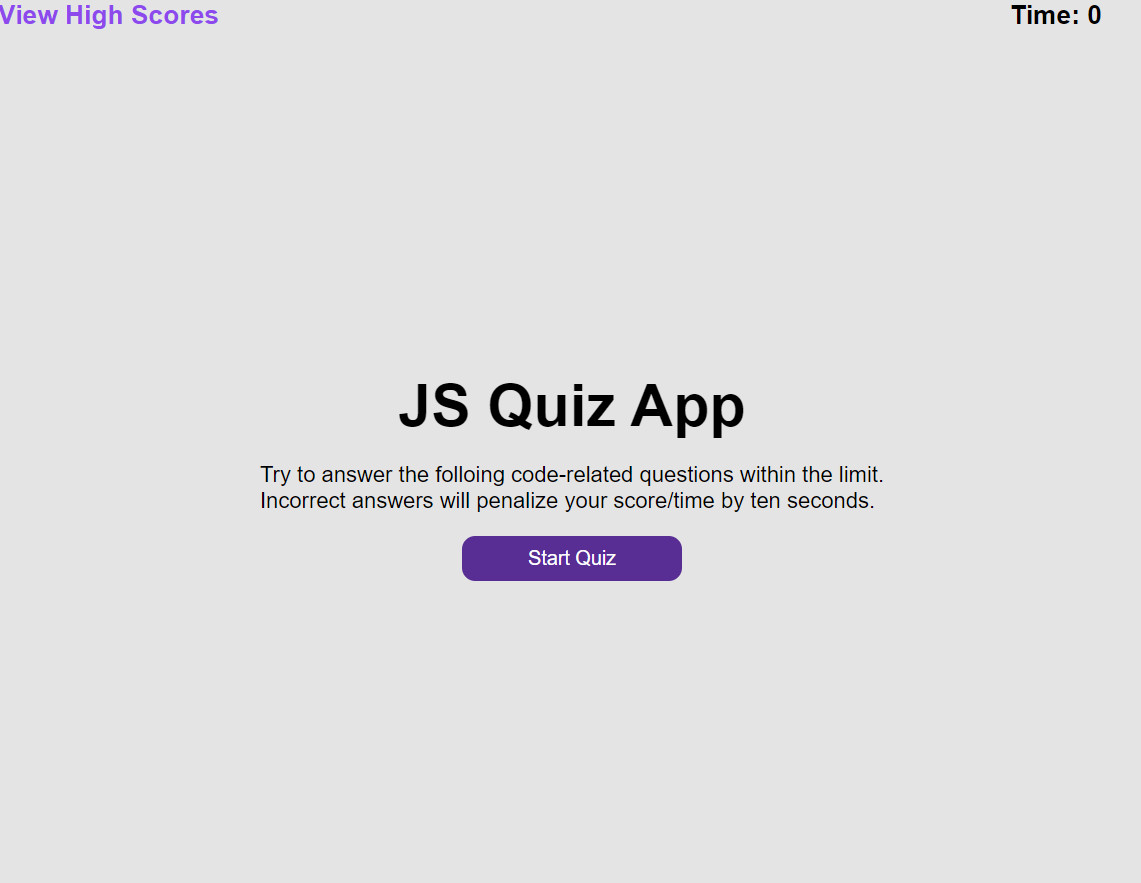 View High Scores
Time: 0
JS Quiz App
Try to answer the folloing code-related questions within the limit.
Incorrect answers will penalize your score/time by ten seconds.
Start Quiz